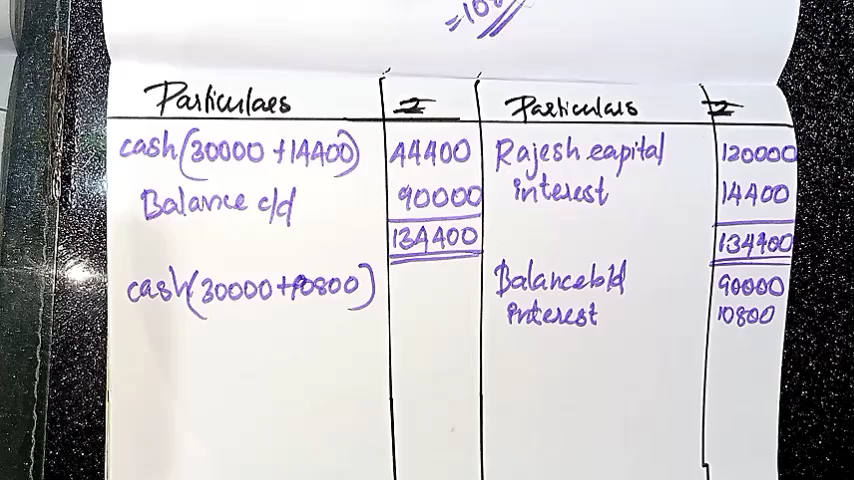 Particulars ₹ Particulars ₹
cash(30000+14400) 44400 Rajesh capital 120000
Balance c/d 90000 interest 14400
134400 134400
cash(30000+10800) Balance b/d 90000
interest 10800